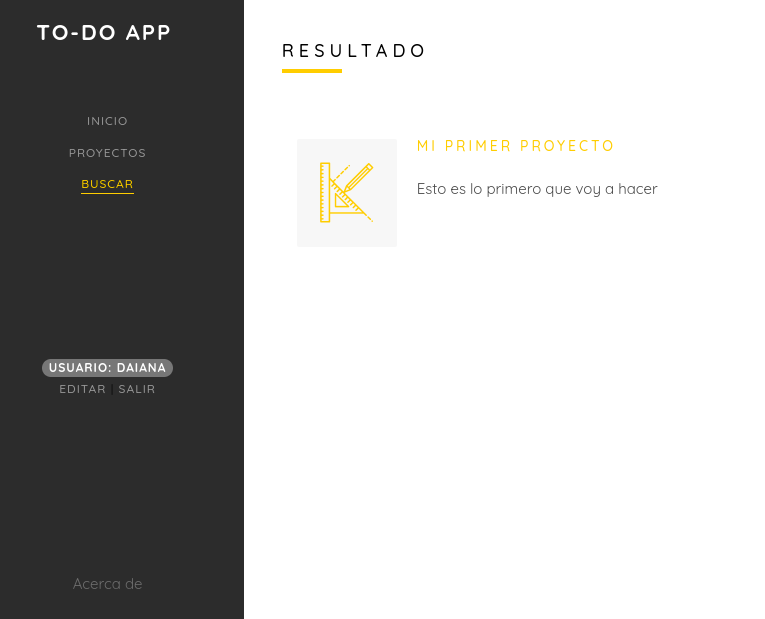 TO-DO APP
INICIO
PROYECTOS
BUSCAR
USUARIO: DAIANA
EDITAR | SALIR
Acerca de
RESULTADO
MI PRIMER PROYECTO
Esto es lo primero que voy a hacer